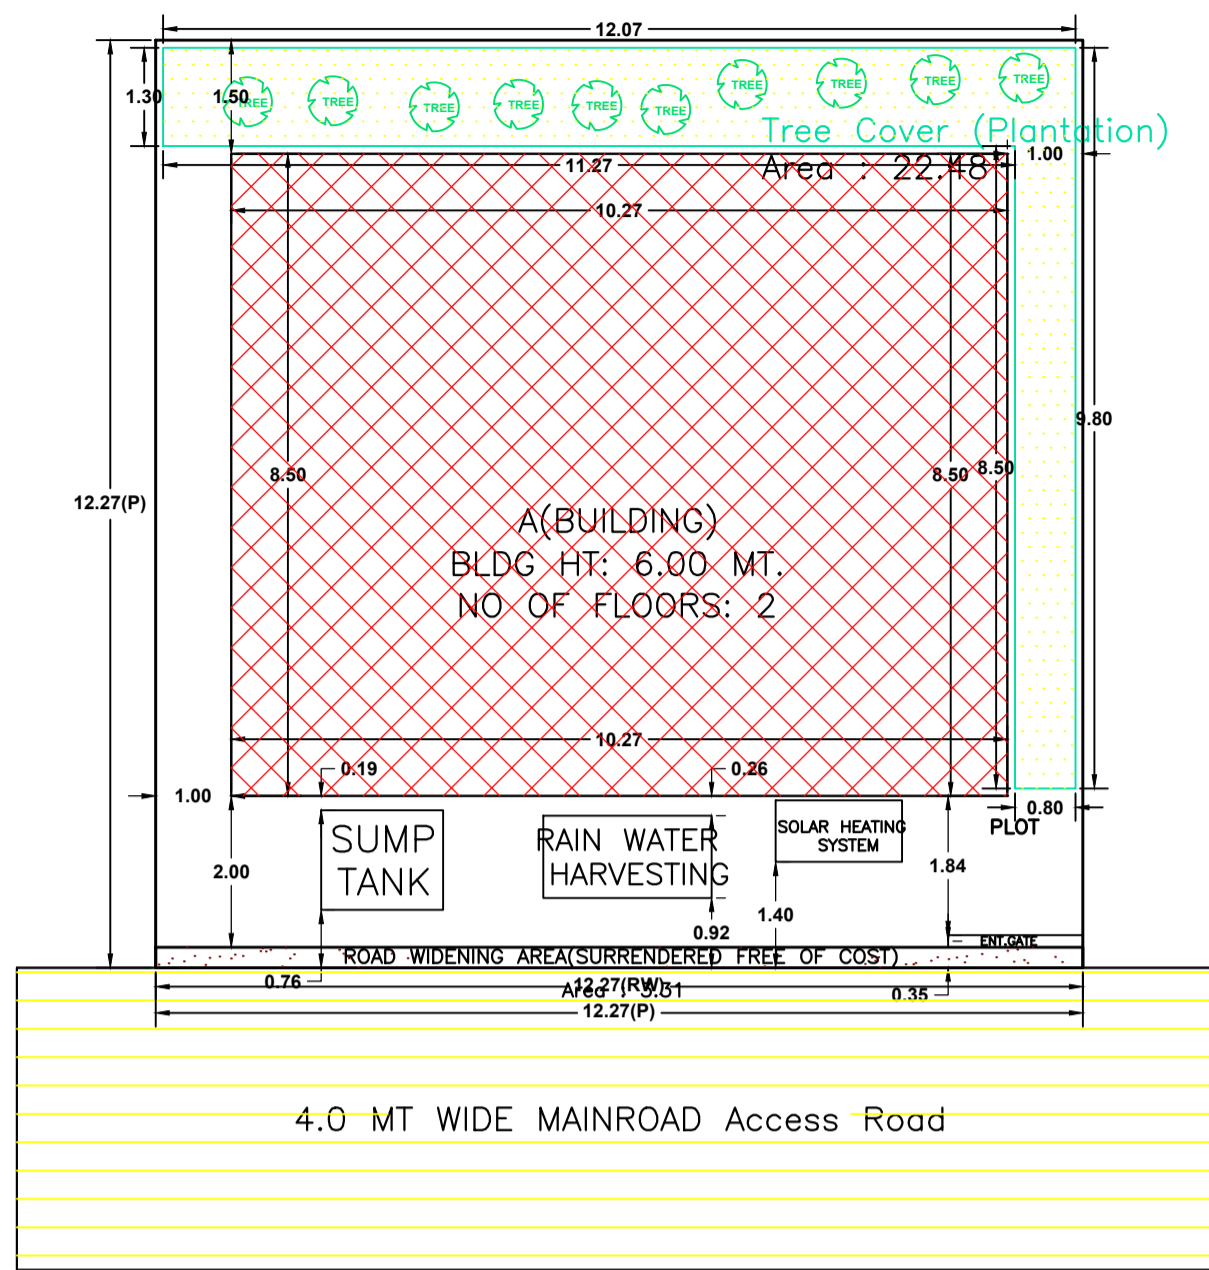 12.07
1.30
1.50
TREE
TREE
TREE
TREE
TREE
TREE
TREE
TREE
TREE
TREE
Tree Cover (Plantation)
Area : 22.48
1.00
11.27
10.27
9.80
8.50
8.50
8.50
12.27(P)
A(BUILDING)
BLDG HT: 6.00 MT.
NO OF FLOORS: 2
10.27
0.19
0.26
1.00
0.80
PLOT
SUMP
TANK
RAIN WATER
HARVESTING
SOLAR HEATING
SYSTEM
2.00
1.84
1.40
0.92
ENT.GATE
ROAD WIDENING AREA(SURRENDERED FREE OF COST)
0.76
12.27(RW)
Area : 3.31
0.35
12.27(P)
4.0 MT WIDE MAINROAD Access Road